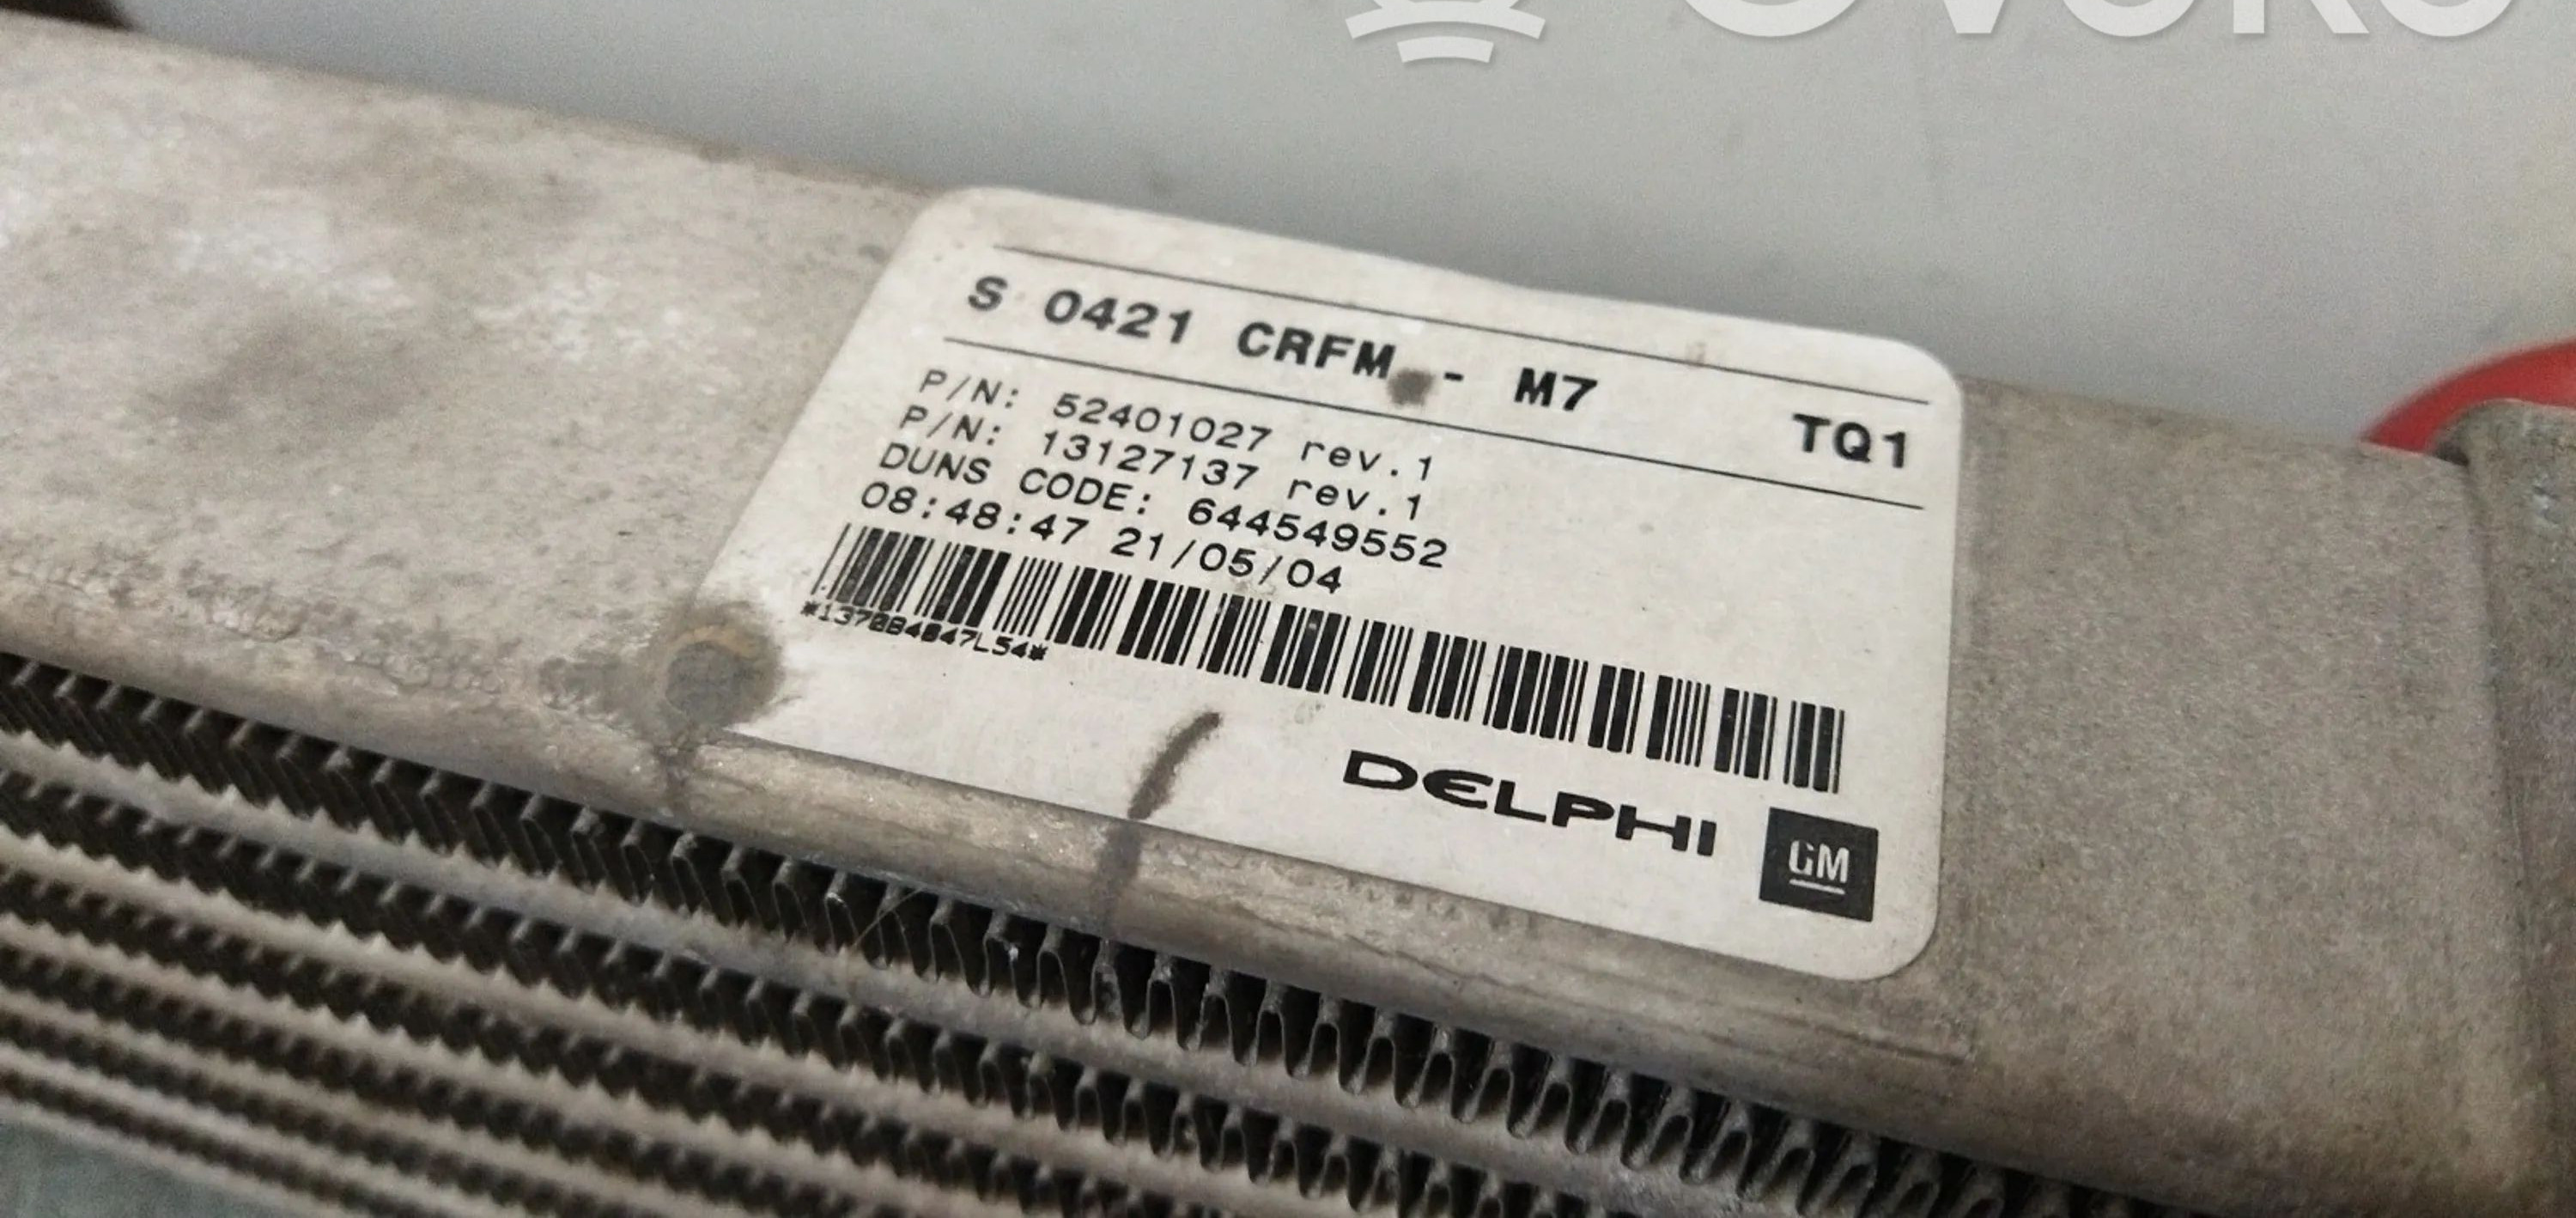 S 0421 CRFM - M7 TQ1
P/N: 52401027 rev.1
P/N: 13127137 rev.1
DUNS CODE: 644549552
08:48:47 21/05/04
DELPHI
GM